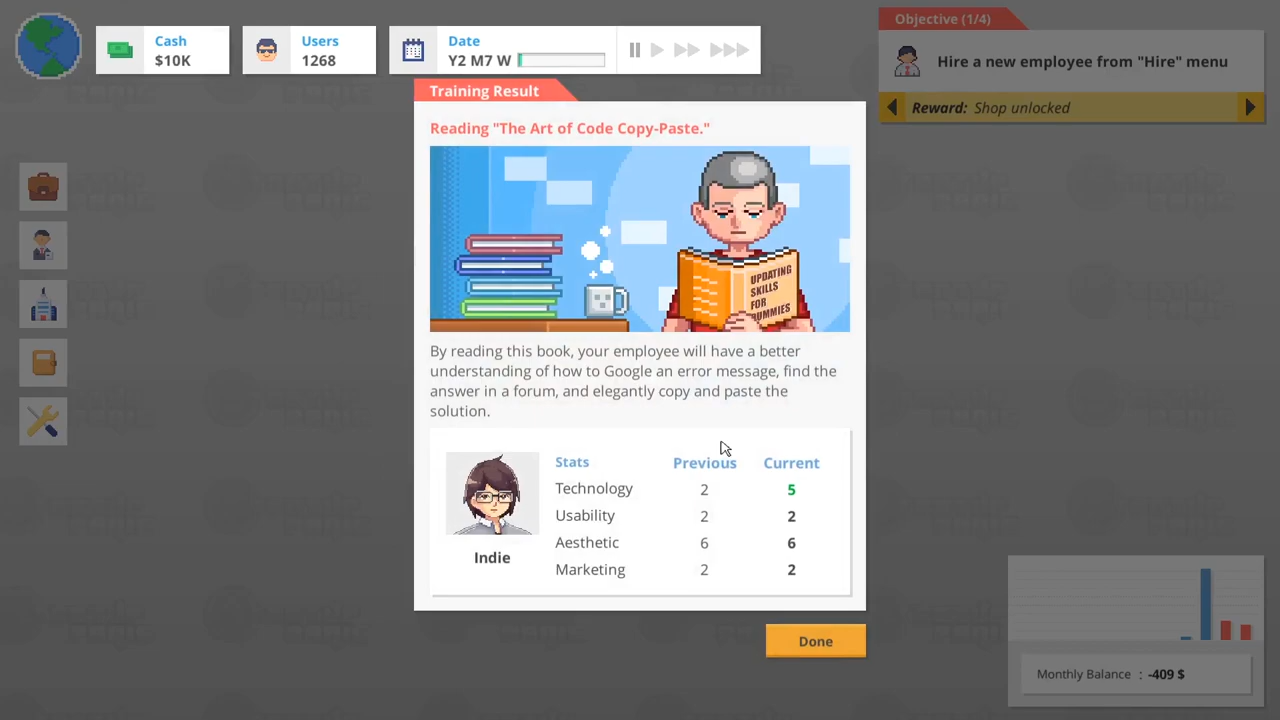 Cash
$10K
Users
1268
Date
Y2 M7 W
Objective (1/4)
Hire a new employee from "Hire" menu
Reward: Shop unlocked
Training Result
Reading "The Art of Code Copy-Paste."
UPDATING
SKILLS
FOR
DUMMIES
By reading this book, your employee will have a better
understanding of how to Google an error message, find the
answer in a forum, and elegantly copy and paste the
solution.
Stats Previous Current
Technology 2 5
Usability 2 2
Aesthetic 6 6
Marketing 2 2
Indie
Done
Monthly Balance : -409 $